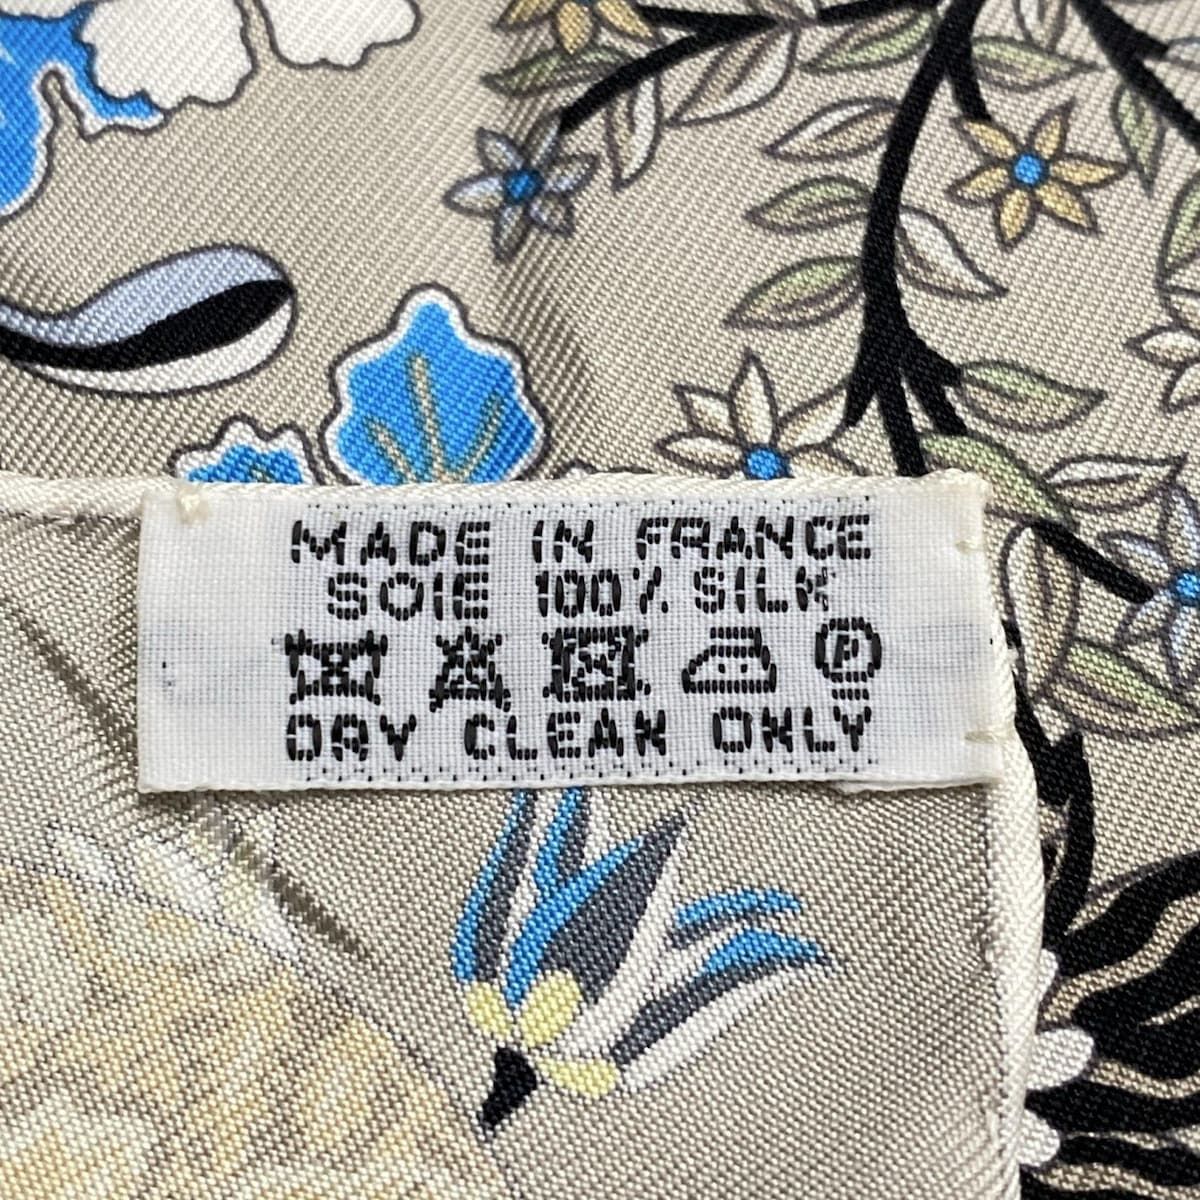 MADE IN FRANCE
SOIE 100% SILK
P
DRY CLEAN ONLY